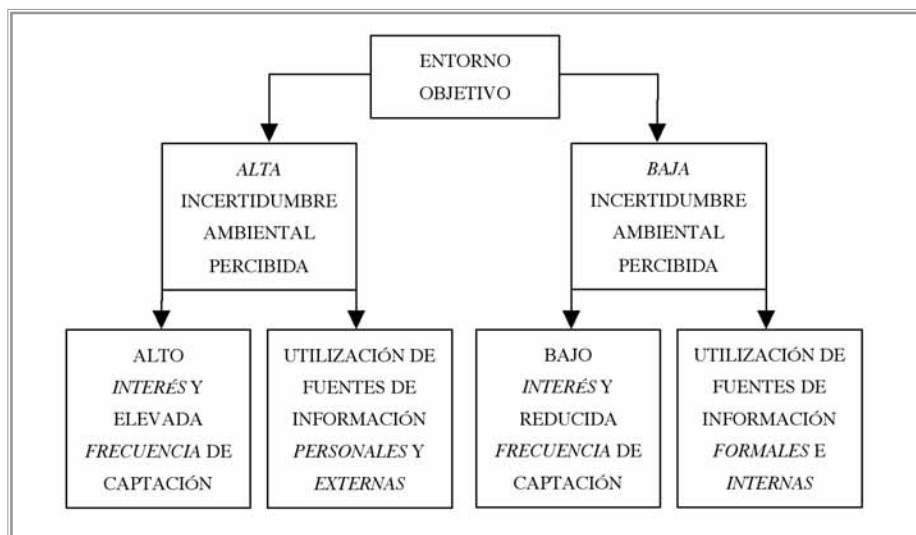 ENTORNO
OBJETIVO
ALTA
INCERTIDUMBRE
AMBIENTAL
PERCIBIDA
BAJA
INCERTIDUMBRE
AMBIENTAL
PERCIBIDA
ALTO
INTERÉS Y
ELEVADA
FRECUENCIA DE
CAPTACIÓN
UTILIZACIÓN DE
FUENTES DE
INFORMACIÓN
PERSONALES Y
EXTERNAS
BAJO
INTERÉS Y
REDUCIDA
FRECUENCIA DE
CAPTACIÓN
UTILIZACIÓN DE
FUENTES DE
INFORMACIÓN
FORMALES E
INTERNAS